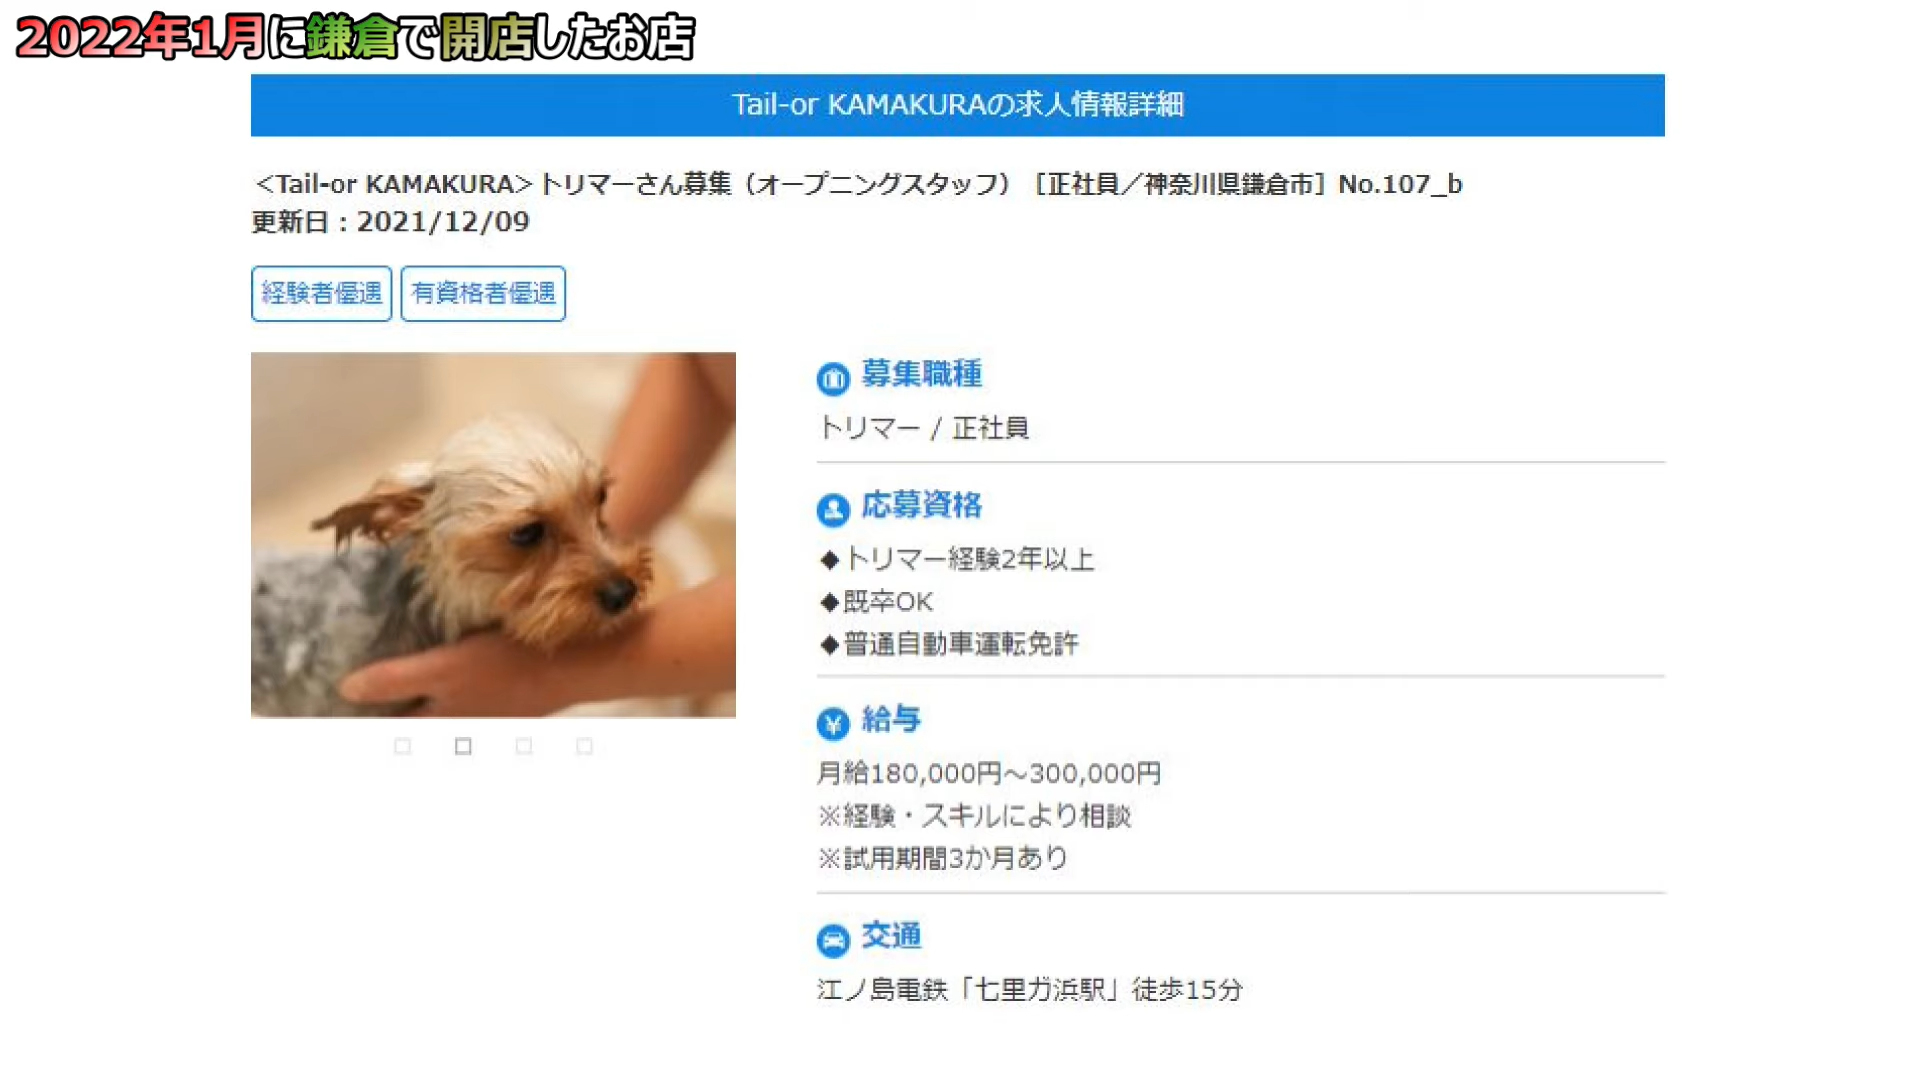 2022年1月に鎌倉で開店したお店
Tail-or KAMAKURAの求人情報詳細
＜Tail-or KAMAKURA＞トリマーさん募集（オープニングスタッフ）［正社員／神奈川県鎌倉市］No.107_b
更新日：2021/12/09
経験者優遇 有資格者優遇
募集職種
トリマー / 正社員
応募資格
◆トリマー経験2年以上
◆既卒OK
◆普通自動車運転免許
給与
月給180,000円～300,000円
※経験・スキルにより相談
※試用期間3か月あり
交通
江ノ島電鉄「七里ガ浜駅」徒歩15分